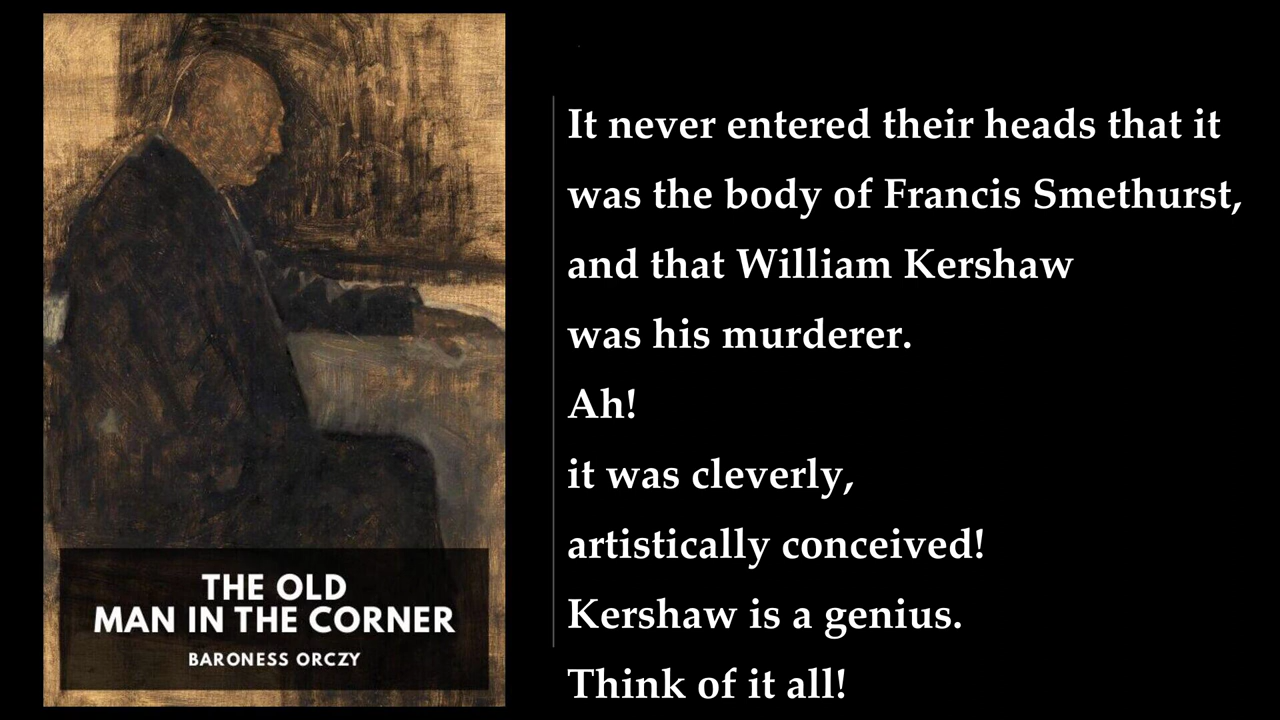 THE OLD
MAN IN THE CORNER
BARONESS ORCZY
It never entered their heads that it
was the body of Francis Smethurst,
and that William Kershaw
was his murderer.
Ah!
it was cleverly,
artistically conceived!
Kershaw is a genius.
Think of it all!